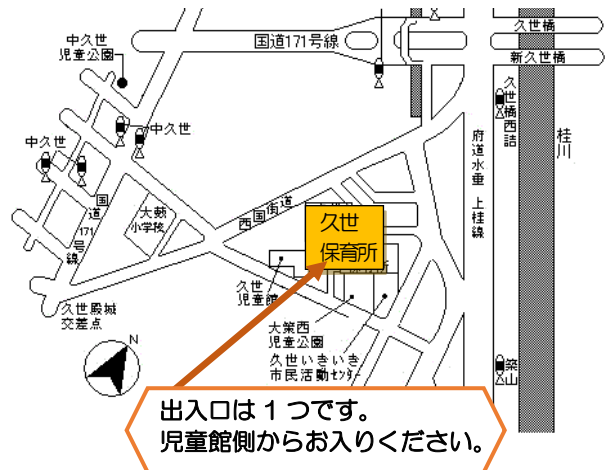 久世橋
新久世橋
国道171号線
中久世
児童公園
久世橋西詰
中久世
中久世
府道水垂上桂線
桂川
国道171号線
大薮
小学校
西国街道
久世
保育所
久世
児童館
久世殿城
交差点
大築西
児童公園
久世いきいき
市民活動センター
築山
N
出入口は1つです。
児童館側からお入りください。